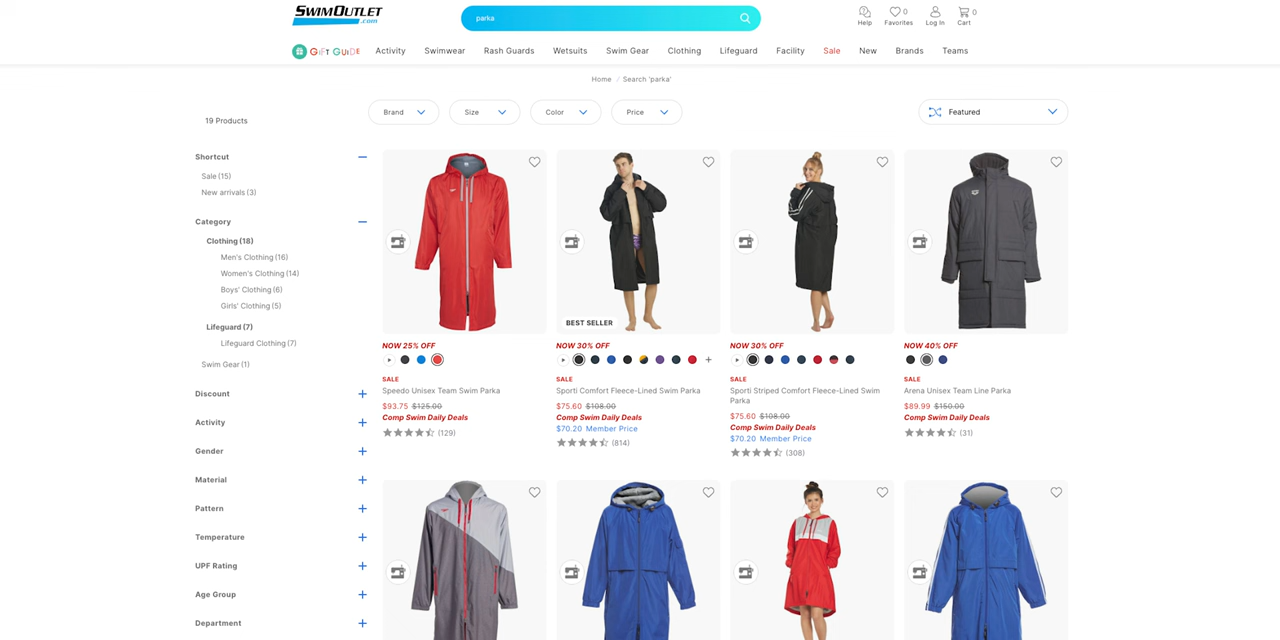 SWIMOUTLET
.com
parka
Help
Favorites
0
Log In
Cart
0
GIFT GUIDE
Activity
Swimwear
Rash Guards
Wetsuits
Swim Gear
Clothing
Lifeguard
Facility
Sale
New
Brands
Teams
Home / Search 'parka'
19 Products
Brand
Size
Color
Price
Featured
Shortcut
Sale (15)
New arrivals (3)
Category
Clothing (18)
Men's Clothing (16)
Women's Clothing (14)
Boys' Clothing (6)
Girls' Clothing (5)
Lifeguard (7)
Lifeguard Clothing (7)
Swim Gear (1)
Discount
Activity
Gender
Material
Pattern
Temperature
UPF Rating
Age Group
Department
NOW 25% OFF
SALE
Speedo Unisex Team Swim Parka
$93.75 $125.00
Comp Swim Daily Deals
(129)
BEST SELLER
NOW 30% OFF
SALE
Sporti Comfort Fleece-Lined Swim Parka
$75.60 $108.00
Comp Swim Daily Deals
$70.20 Member Price
(814)
NOW 30% OFF
SALE
Sporti Striped Comfort Fleece-Lined Swim
Parka
$75.60 $108.00
Comp Swim Daily Deals
$70.20 Member Price
(308)
NOW 40% OFF
SALE
Arena Unisex Team Line Parka
$89.99 $150.00
Comp Swim Daily Deals
(31)